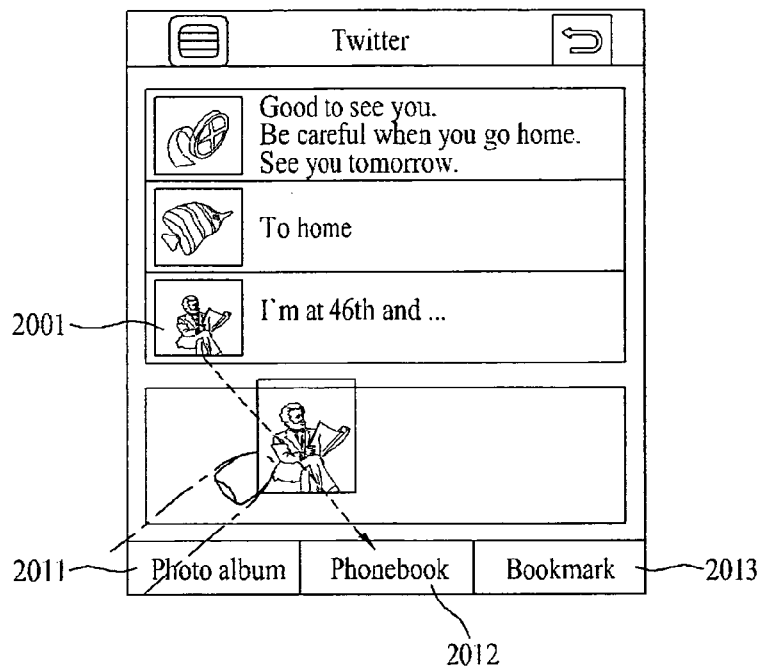 Twitter
Good to see you.
Be careful when you go home.
See you tomorrow.
To home
I`m at 46th and ...
2001
2011
Photo album
Phonebook
Bookmark
2013
2012